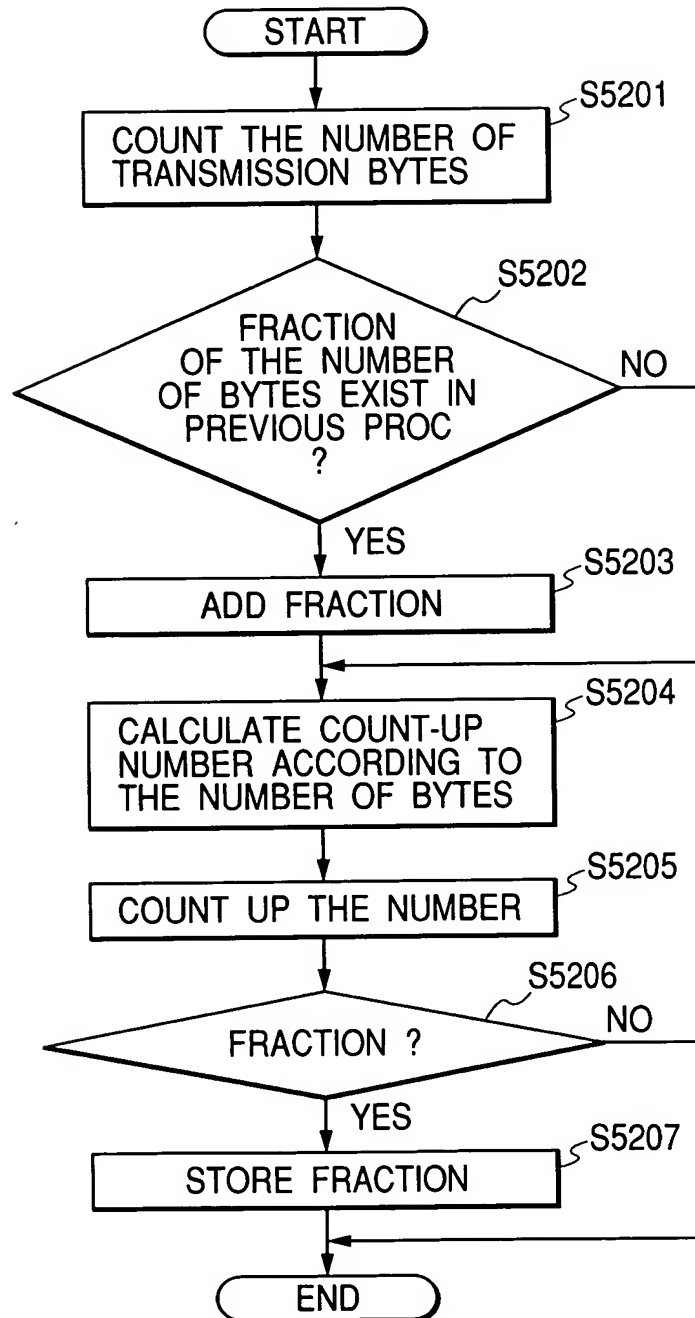 START
S5201
COUNT THE NUMBER OF
TRANSMISSION BYTES
S5202
FRACTION
OF THE NUMBER
OF BYTES EXIST IN
PREVIOUS PROC
?
NO
YES
S5203
ADD FRACTION
S5204
CALCULATE COUNT-UP
NUMBER ACCORDING TO
THE NUMBER OF BYTES
S5205
COUNT UP THE NUMBER
S5206
FRACTION ?
NO
YES
S5207
STORE FRACTION
END